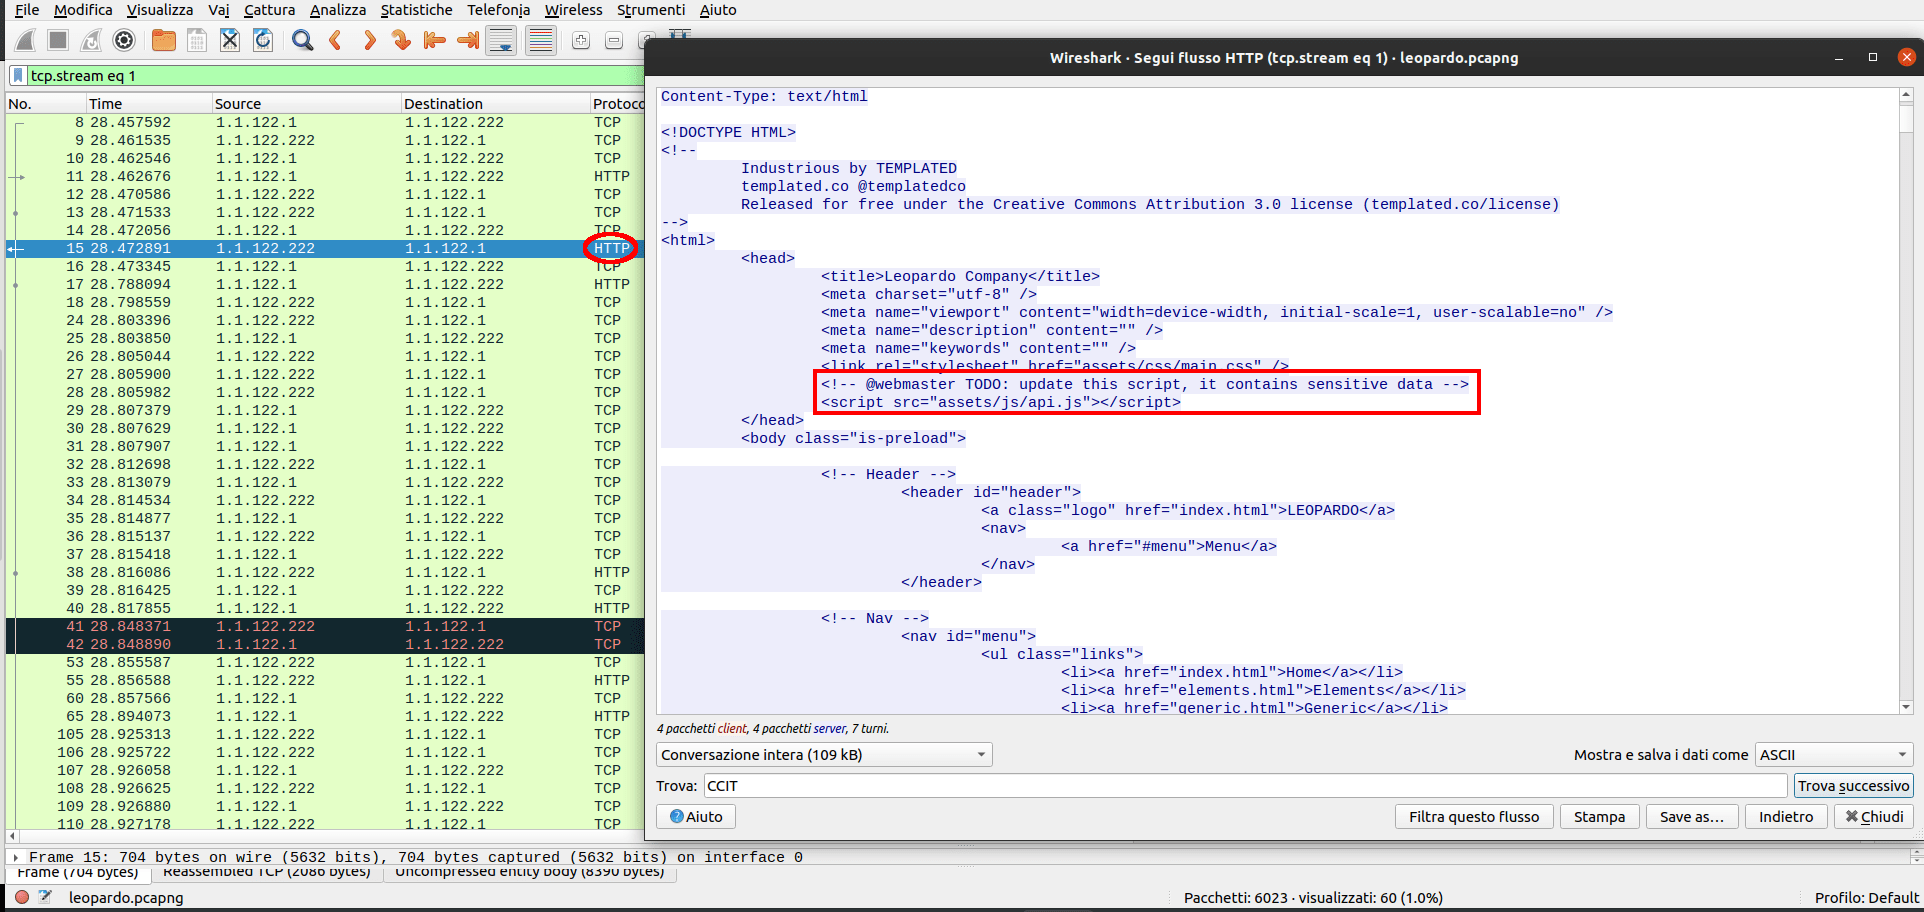 File Modifica Visualizza Vai Cattura Analizza Statistiche Telefonia Wireless Strumenti Aiuto
tcp.stream eq 1
No. Time Source Destination Protoco
8 28.457592 1.1.122.1 1.1.122.222 TCP
9 28.461535 1.1.122.222 1.1.122.1 TCP
10 28.462546 1.1.122.1 1.1.122.222 TCP
11 28.462676 1.1.122.1 1.1.122.222 HTTP
12 28.470586 1.1.122.222 1.1.122.1 TCP
13 28.471533 1.1.122.222 1.1.122.1 TCP
14 28.472056 1.1.122.1 1.1.122.222 TCP
15 28.472891 1.1.122.222 1.1.122.1 HTTP
16 28.473345 1.1.122.1 1.1.122.222 TCP
17 28.788094 1.1.122.1 1.1.122.222 HTTP
18 28.798559 1.1.122.222 1.1.122.1 TCP
24 28.803396 1.1.122.222 1.1.122.1 TCP
25 28.803850 1.1.122.1 1.1.122.222 TCP
26 28.805044 1.1.122.222 1.1.122.1 TCP
27 28.805900 1.1.122.222 1.1.122.1 TCP
28 28.805982 1.1.122.222 1.1.122.1 TCP
29 28.807379 1.1.122.1 1.1.122.222 TCP
30 28.807629 1.1.122.1 1.1.122.222 TCP
31 28.807907 1.1.122.1 1.1.122.222 TCP
32 28.812698 1.1.122.222 1.1.122.1 TCP
33 28.813079 1.1.122.1 1.1.122.222 TCP
34 28.814534 1.1.122.222 1.1.122.1 TCP
35 28.814877 1.1.122.1 1.1.122.222 TCP
36 28.815137 1.1.122.222 1.1.122.1 TCP
37 28.815418 1.1.122.1 1.1.122.222 TCP
38 28.816086 1.1.122.222 1.1.122.1 HTTP
39 28.816425 1.1.122.1 1.1.122.222 TCP
40 28.817855 1.1.122.1 1.1.122.222 HTTP
41 28.848371 1.1.122.222 1.1.122.1 TCP
42 28.848890 1.1.122.1 1.1.122.222 TCP
53 28.855587 1.1.122.222 1.1.122.1 TCP
55 28.856588 1.1.122.222 1.1.122.1 HTTP
60 28.857566 1.1.122.1 1.1.122.222 TCP
65 28.894073 1.1.122.1 1.1.122.222 HTTP
105 28.925313 1.1.122.222 1.1.122.1 TCP
106 28.925722 1.1.122.222 1.1.122.1 TCP
107 28.926058 1.1.122.1 1.1.122.222 TCP
108 28.926625 1.1.122.222 1.1.122.1 TCP
109 28.926880 1.1.122.1 1.1.122.222 TCP
110 28.927178 1.1.122.1 1.1.122.222 TCP
Wireshark · Segui flusso HTTP (tcp.stream eq 1) · leopardo.pcapng
Content-Type: text/html
<!DOCTYPE HTML>
<!--
Industrious by TEMPLATED
templated.co @templatedco
Released for free under the Creative Commons Attribution 3.0 license (templated.co/license)
-->
<html>
<head>
<title>Leopardo Company</title>
<meta charset="utf-8" />
<meta name="viewport" content="width=device-width, initial-scale=1, user-scalable=no" />
<meta name="description" content="" />
<meta name="keywords" content="" />
<link rel="stylesheet" href="assets/css/main.css" />
<!-- @webmaster TODO: update this script, it contains sensitive data -->
<script src="assets/js/api.js"></script>
</head>
<body class="is-preload">
<!-- Header -->
<header id="header">
<a class="logo" href="index.html">LEOPARDO</a>
<nav>
<a href="#menu">Menu</a>
</nav>
</header>
<!-- Nav -->
<nav id="menu">
<ul class="links">
<li><a href="index.html">Home</a></li>
<li><a href="elements.html">Elements</a></li>
<li><a href="generic.html">Generic</a></li>
4 pacchetti client, 4 pacchetti server, 7 turni.
Conversazione intera (109 kB) Mostra e salva i dati come ASCII
Trova: CCIT Trova successivo
Aiuto Filtra questo flusso Stampa Save as… Indietro Chiudi
Frame 15: 704 bytes on wire (5632 bits), 704 bytes captured (5632 bits) on interface 0
Frame (704 bytes) Reassembled TCP (2086 bytes) Uncompressed entity body (8390 bytes)
leopardo.pcapng Pacchetti: 6023 · visualizzati: 60 (1.0%) Profilo: Default